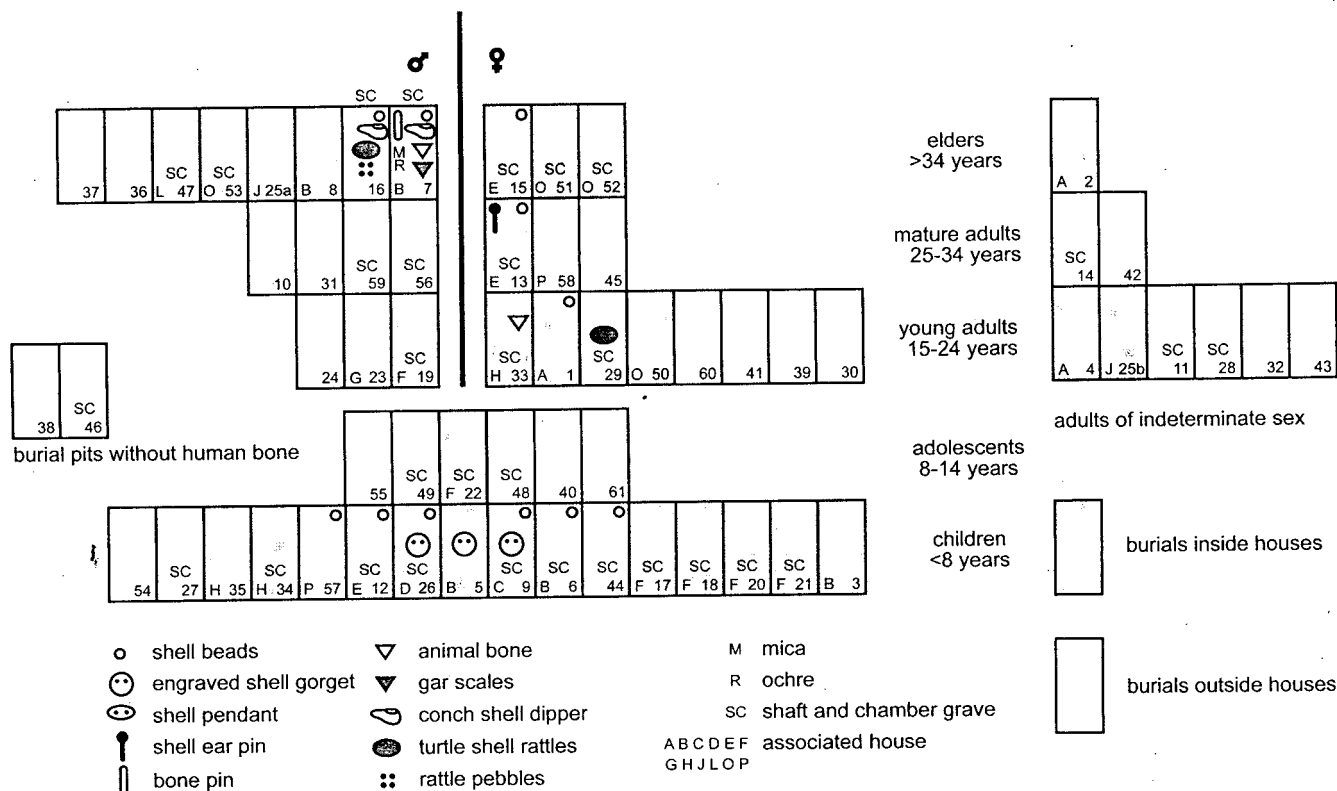 ♂ ♀
SC SC
M
R
SC SC SC SC SC
37 36 L 47 O 53 J 25a B 8 16 B 7 E 15 O 51 O 52 A 2
elders
>34 years
SC SC SC SC
10 31 59 56 E 13 P 58 45 14 42
mature adults
25-34 years
SC SC SC SC SC
24 G 23 F 19 H 33 A 1 29 O 50 60 41 39 30 A 4 J 25b 11 28 32 43
young adults
15-24 years
SC
38 46
burial pits without human bone
adults of indeterminate sex
SC SC SC
55 49 F 22 48 40 61
adolescents
8-14 years
SC SC SC SC SC SC SC SC SC SC SC
54 27 H 35 H 34 P 57 E 12 D 26 B 5 C 9 B 6 44 F 17 F 18 F 20 F 21 B 3
children
<8 years
burials inside houses
burials outside houses
shell beads
engraved shell gorget
shell pendant
shell ear pin
bone pin
animal bone
gar scales
conch shell dipper
turtle shell rattles
rattle pebbles
M mica
R ochre
SC shaft and chamber grave
A B C D E F associated house
G H J L O P